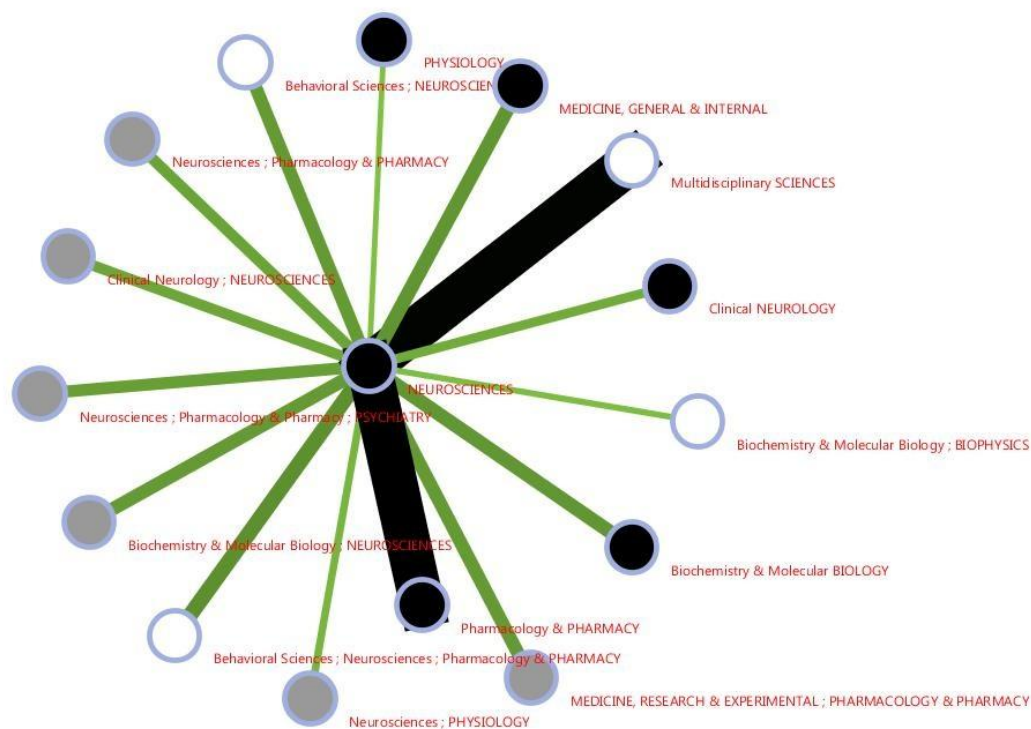 PHYSIOLOGY
Behavioral Sciences ; NEUROSCIEN
MEDICINE, GENERAL & INTERNAL
Neurosciences ; Pharmacology & PHARMACY
Multidisciplinary SCIENCES
Clinical Neurology ; NEUROSCIENCES
Clinical NEUROLOGY
NEUROSCIENCES
Neurosciences ; Pharmacology & Pharmacy ; PSYCHIATRY
Biochemistry & Molecular Biology ; BIOPHYSICS
Biochemistry & Molecular Biology ; NEUROSCIENCES
Biochemistry & Molecular BIOLOGY
Pharmacology & PHARMACY
Behavioral Sciences ; Neurosciences ; Pharmacology & PHARMACY
MEDICINE, RESEARCH & EXPERIMENTAL ; PHARMACOLOGY & PHARMACY
Neurosciences ; PHYSIOLOGY